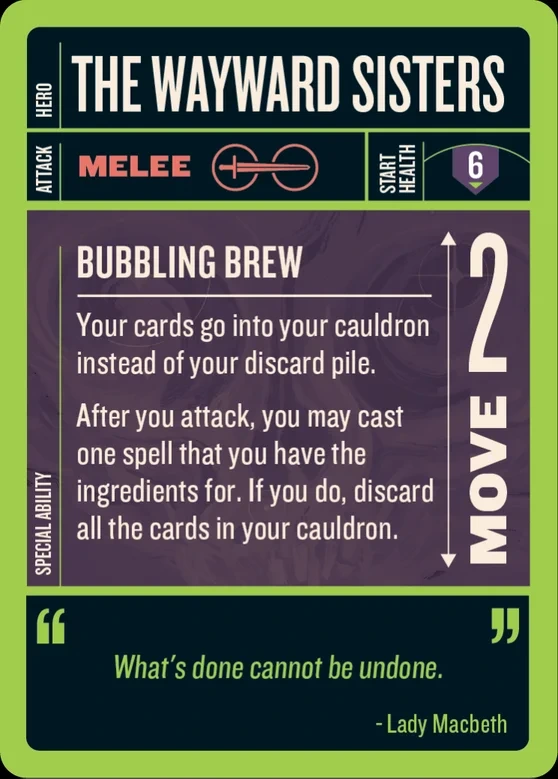 HERO
THE WAYWARD SISTERS
ATTACK
MELEE
START
HEALTH
6
SPECIAL ABILITY
BUBBLING BREW
Your cards go into your cauldron
instead of your discard pile.
After you attack, you may cast
one spell that you have the
ingredients for. If you do, discard
all the cards in your cauldron.
MOVE 2
“ ”
What's done cannot be undone.
- Lady Macbeth